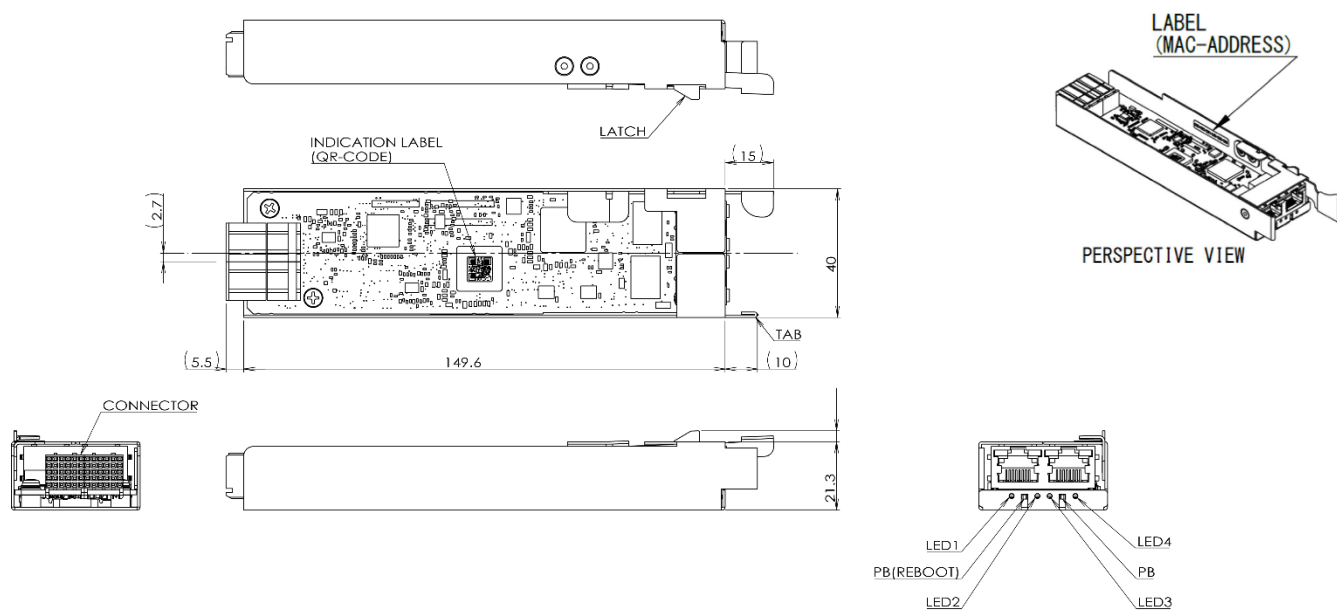 LABEL
(MAC-ADDRESS)
LATCH
INDICATION LABEL
(QR-CODE)
(15)
(2.7)
40
PERSPECTIVE VIEW
TAB
(5.5)
149.6
(10)
CONNECTOR
21.3
LED1
LED4
PB(REBOOT)
PB
LED2
LED3